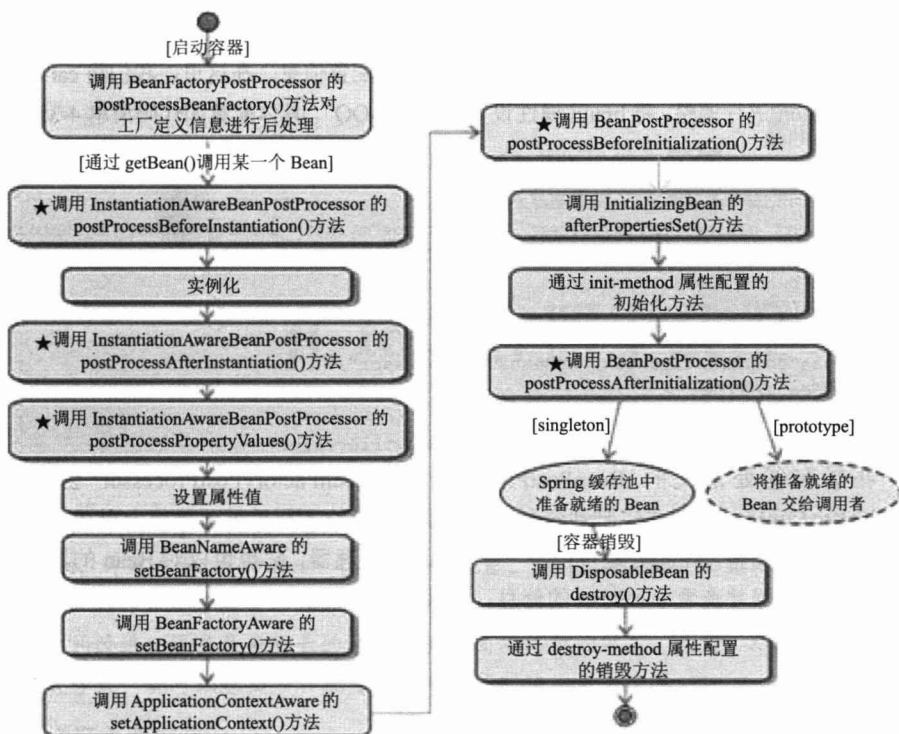 [启动容器]
调用 BeanFactoryPostProcessor 的
postProcessBeanFactory()方法对
工厂定义信息进行后处理
[通过 getBean()调用某一个 Bean]
★调用 InstantiationAwareBeanPostProcessor 的
postProcessBeforeInstantiation()方法
实例化
★调用 InstantiationAwareBeanPostProcessor 的
postProcessAfterInstantiation()方法
★调用 InstantiationAwareBeanPostProcessor 的
postProcessPropertyValues()方法
设置属性值
调用 BeanNameAware 的
setBeanFactory()方法
调用 BeanFactoryAware 的
setBeanFactory()方法
调用 ApplicationContextAware 的
setApplicationContext()方法
★调用 BeanPostProcessor 的
postProcessBeforeInitialization()方法
调用 InitializingBean 的
afterPropertiesSet()方法
通过 init-method 属性配置的
初始化方法
★调用 BeanPostProcessor 的
postProcessAfterInitialization()方法
[singleton]
[prototype]
Spring 缓存池中
准备就绪的 Bean
将准备就绪的
Bean 交给调用者
[容器销毁]
调用 DisposableBean 的
destroy()方法
通过 destroy-method 属性配置
的销毁方法